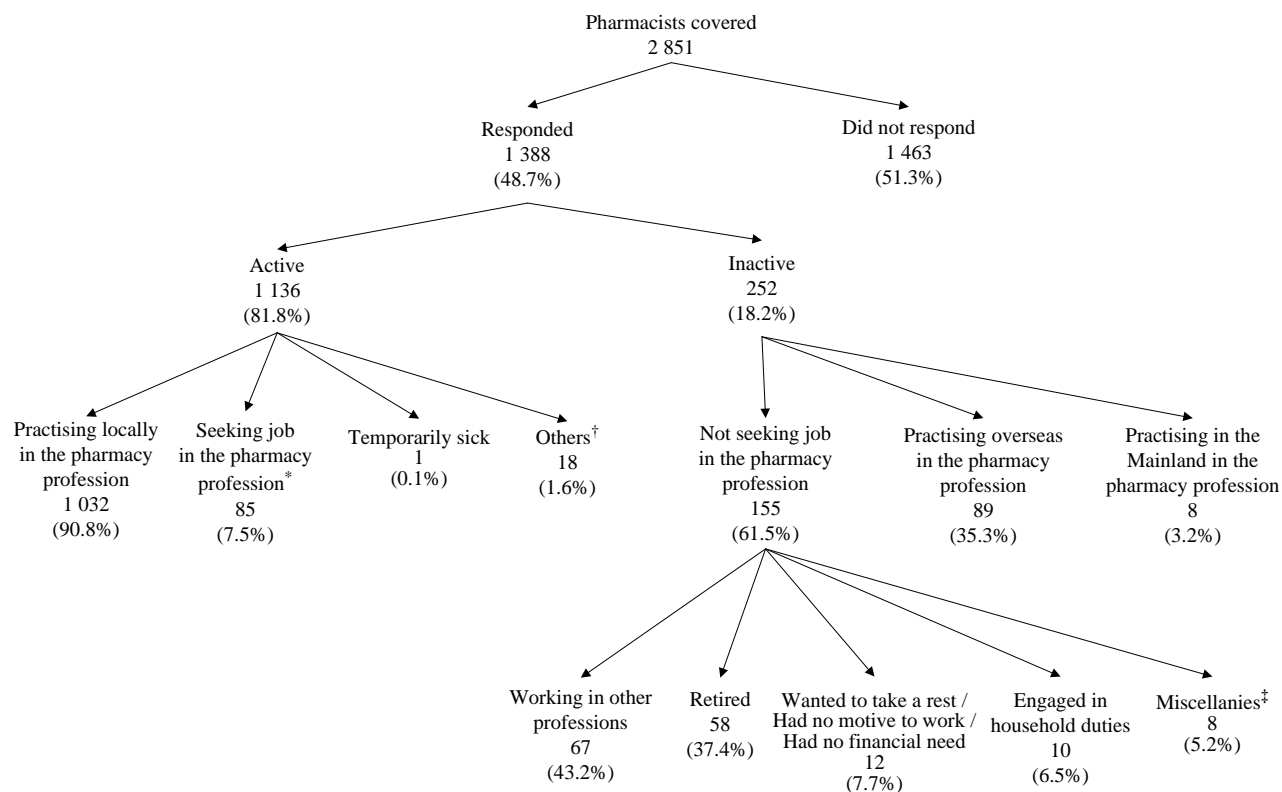 Pharmacists covered
2 851
Responded
1 388
(48.7%)
Did not respond
1 463
(51.3%)
Active
1 136
(81.8%)
Inactive
252
(18.2%)
Practising locally
in the pharmacy
profession
1 032
(90.8%)
Seeking job
in the pharmacy
profession*
85
(7.5%)
Temporarily sick
1
(0.1%)
Others†
18
(1.6%)
Not seeking job
in the pharmacy
profession
155
(61.5%)
Practising overseas
in the pharmacy
profession
89
(35.3%)
Practising in the
Mainland in the
pharmacy profession
8
(3.2%)
Working in other
professions
67
(43.2%)
Retired
58
(37.4%)
Wanted to take a rest /
Had no motive to work /
Had no financial need
12
(7.7%)
Engaged in
household duties
10
(6.5%)
Miscellanies‡
8
(5.2%)